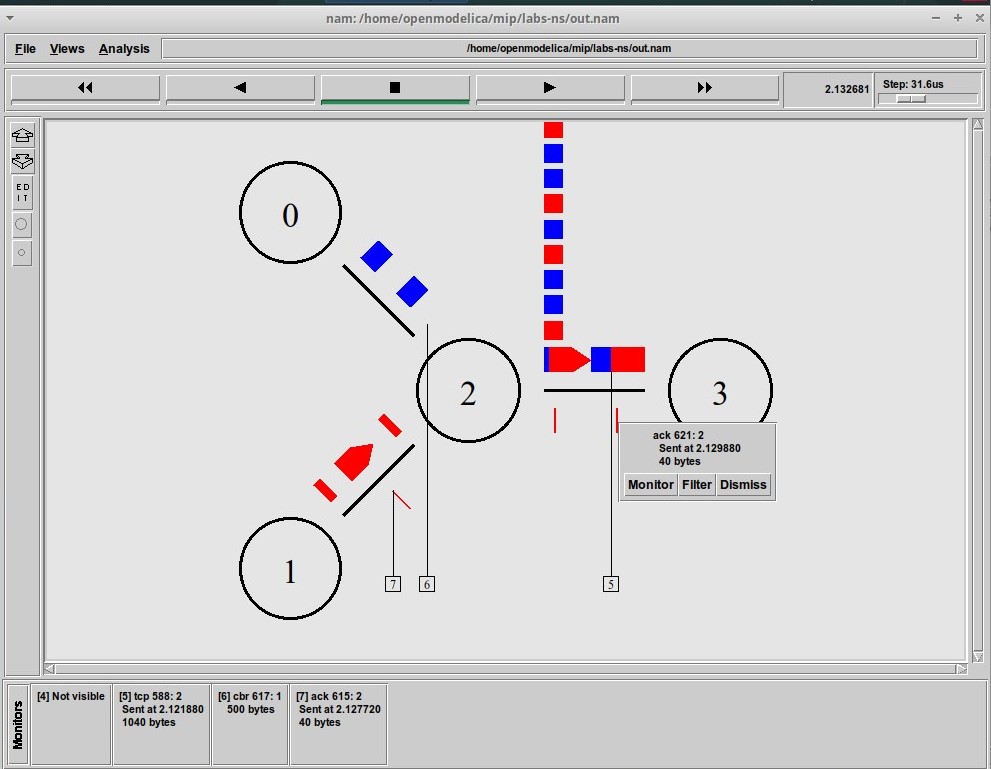 nam: /home/openmodelica/mip/labs-ns/out.nam
File Views Analysis /home/openmodelica/mip/labs-ns/out.nam
2.132681 Step: 31.6us
ED
IT
0
2
3
1
ack 621: 2
Sent at 2.129880
40 bytes
Monitor Filter Dismiss
7 6 5
Monitors
[4] Not visible
[5] tcp 588: 2
Sent at 2.121880
1040 bytes
[6] cbr 617: 1
500 bytes
[7] ack 615: 2
Sent at 2.127720
40 bytes